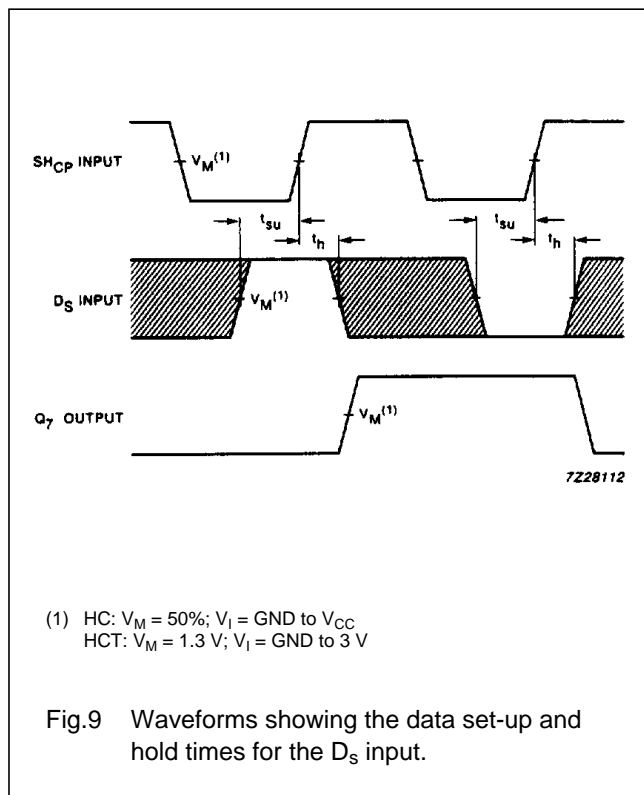 SH_CP INPUT
V_M(1)
t_su
t_su
t_h
t_h
D_S INPUT
V_M(1)
Q_7 OUTPUT
V_M(1)
7Z28112
(1) HC: V_M = 50%; V_I = GND to V_CC
HCT: V_M = 1.3 V; V_I = GND to 3 V
Fig.9 Waveforms showing the data set-up and
hold times for the D_s input.